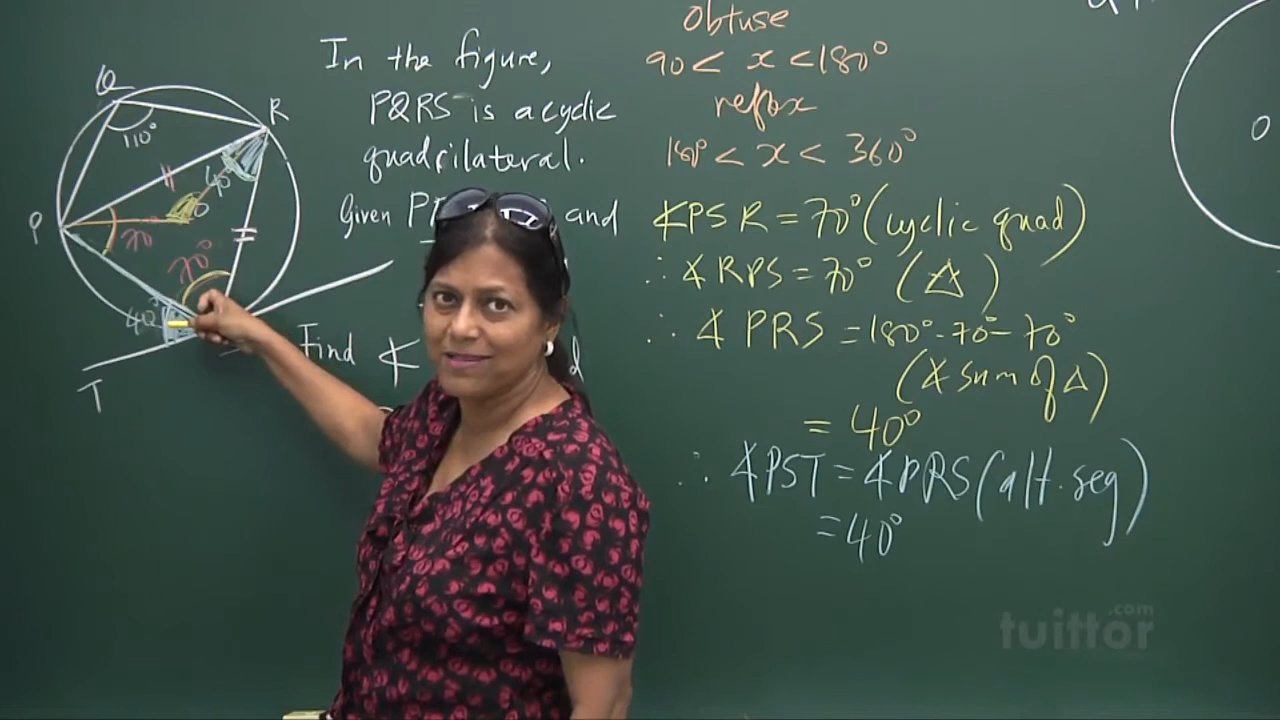 Obtuse
90 < x < 180°
reflex
180° < x < 360°
In the figure,
PQRS is a cyclic
quadrilateral.
Given P and
Find ∡
Q
R
110°
40°
O
P
70°
70°
40°
T
∡PSR = 70° (cyclic quad)
∴ ∡RPS = 70° (△)
∴ ∡PRS = 180° - 70° - 70°
(∡ sum of △)
= 40°
∴ ∡PST = ∡PRS (alt. seg)
= 40°
O
tuittor.com